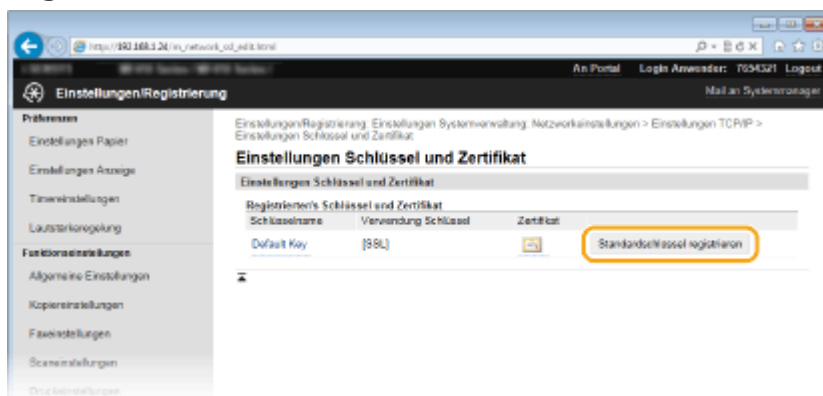 http://192.168.1.24/m_network_ssl_edit.html
An Portal Login Anwender: 7654321 Logout
Einstellungen/Registrierung
Mail an Systemmanager
Präferenzen
Einstellungen Papier
Einstellungen Anzeige
Timereinstellungen
Lautstärkeregelung
Funktionseinstellungen
Allgemeine Einstellungen
Kopiereinstellungen
Faxeinstellungen
Scaneinstellungen
Druckeinstellungen
Einstellungen/Registrierung: Einstellungen Systemverwaltung: Netzwerkeinstellungen > Einstellungen TCP/IP >
Einstellungen Schlüssel und Zertifikat
Einstellungen Schlüssel und Zertifikat
Einstellungen Schlüssel und Zertifikat
Registrierten's Schlüssel und Zertifikat
Schlüsselname Verwendung Schlüssel Zertifikat
Default Key [SSL] Standardschlüssel registrieren